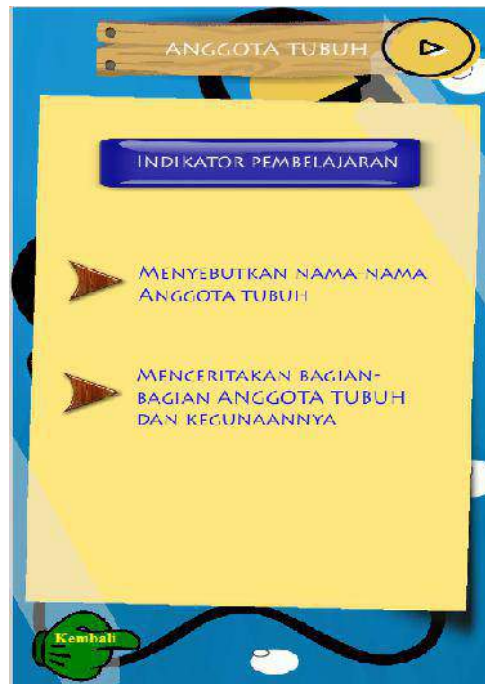 ANGGOTA TUBUH
INDIKATOR PEMBELAJARAN
MENYEBUTKAN NAMA-NAMA
ANGGOTA TUBUH
MENCERITAKAN BAGIAN-
BAGIAN ANGGOTA TUBUH
DAN KEGUNAANNYA
Kembali